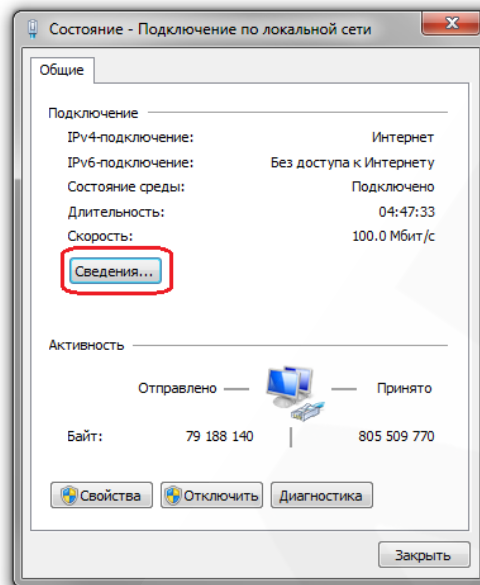 Состояние - Подключение по локальной сети
Общие
Подключение
IPv4-подключение: Интернет
IPv6-подключение: Без доступа к Интернету
Состояние среды: Подключено
Длительность: 04:47:33
Скорость: 100.0 Мбит/с
Сведения...
Активность
Отправлено Принято
Байт: 79 188 140 805 509 770
Свойства Отключить Диагностика
Закрыть